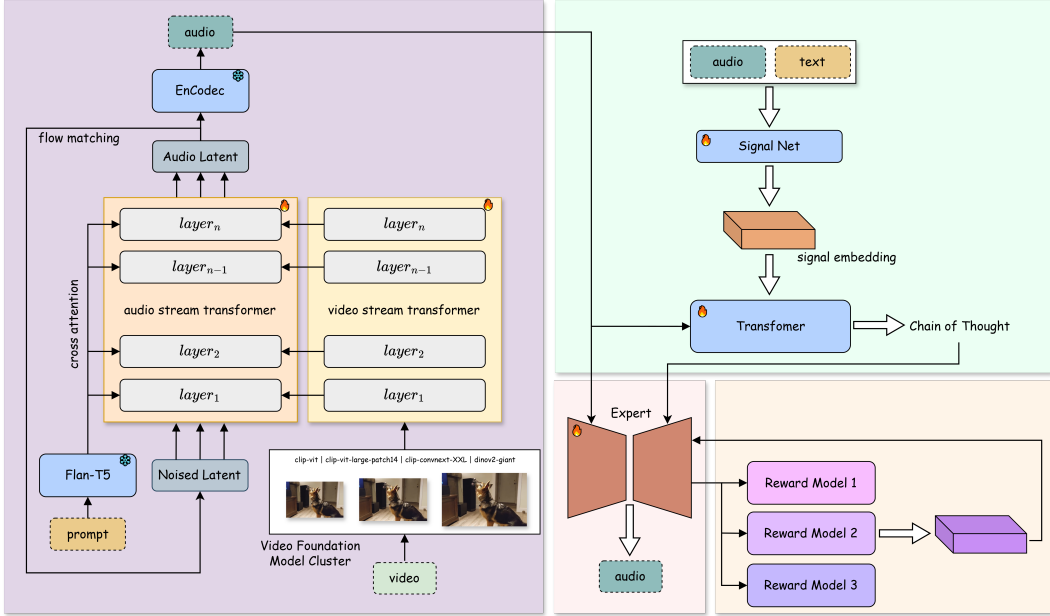 audio
EnCodec
flow matching
Audio Latent
layer_n
layer_n
layer_{n-1}
layer_{n-1}
audio stream transformer
video stream transformer
cross attention
layer_2
layer_2
layer_1
layer_1
Flan-T5
Noised Latent
prompt
clip-vit | clip-vit-large-patch14 | clip-convnext-XXL | dinov2-giant
Video Foundation
Model Cluster
video
audio
text
Signal Net
signal embedding
Transfomer
Chain of Thought
Expert
audio
Reward Model 1
Reward Model 2
Reward Model 3